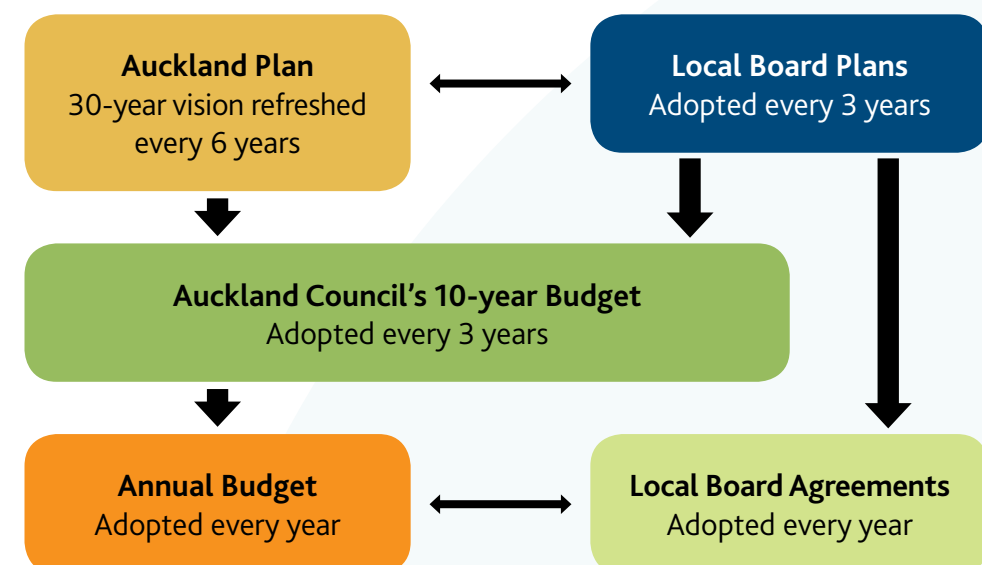 Auckland Plan
30-year vision refreshed
every 6 years
Local Board Plans
Adopted every 3 years
Auckland Council’s 10-year Budget
Adopted every 3 years
Annual Budget
Adopted every year
Local Board Agreements
Adopted every year